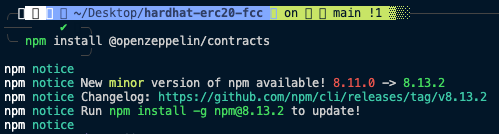 ~/Desktop/hardhat-erc20-fcc on main !1
✔
npm install @openzeppelin/contracts
npm notice
npm notice New minor version of npm available! 8.11.0 -> 8.13.2
npm notice Changelog: https://github.com/npm/cli/releases/tag/v8.13.2
npm notice Run npm install -g npm@8.13.2 to update!
npm notice